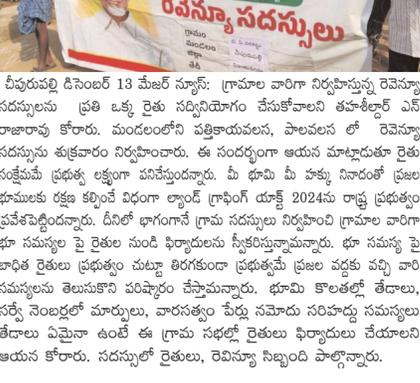 రెవెన్యూ సదస్సులు
గ్రామం
మండలం
జిల్లా
తేదీ
చీపురుపల్లి డిసెంబర్ 13 మేజర్ న్యూస్: గ్రామాల వారిగా నిర్వహిస్తున్న రెవెన్యు
సదస్సులను ప్రతి ఒక్క రైతు సద్వినియోగం చేసుకోవాలని తహశీల్దార్ ఎన్
రాజారావు కోరారు. మండలంలోని పత్తికాయవలస, పాలవలస లో రెవెన్యూ
సదస్సును శుక్రవారం నిర్వహించారు. ఈ సందర్భంగా ఆయన మాట్లాడుతూ రైతు
సంక్షేమమే ప్రభుత్వ లక్ష్యంగా పనిచేస్తుందన్నారు. మీ భూమి మీ హక్కు నినాదంతో ప్రజల
భూములకు రక్షణ కల్పించే విధంగా ల్యాండ్ గ్రాఫింగ్ యాక్ట్ 2024ను రాష్ట్ర ప్రభుత్వం
ప్రవేశపెట్టిందన్నారు. దీనిలో భాగంగానే గ్రామ సదస్సులు నిర్వహించి గ్రామాల వారిగా
భూ సమస్యల పై రైతుల నుండి ఫిర్యాదులను స్వీకరిస్తున్నామన్నారు. భూ సమస్య పై
బాధిత రైతులు ప్రభుత్వం చుట్టూ తిరగకుండా ప్రభుత్వమే ప్రజల వద్దకు వచ్చి వారి
సమస్యలను తెలుసుకొని పరిష్కారం చేస్తామన్నారు. భూమి కొలతల్లో తేడాలు,
సర్వే నెంబర్లలో మార్పులు, వారసత్వం పేర్లు నమోదు సరిహద్దు సమస్యలు
తేడాలు ఏమైనా ఉంటే ఈ గ్రామ సభల్లో రైతులు ఫిర్యాదులు చేయాలని
ఆయన కోరారు. సదస్సులో రైతులు, రెవిన్యూ సిబ్బంది పాల్గొన్నారు.